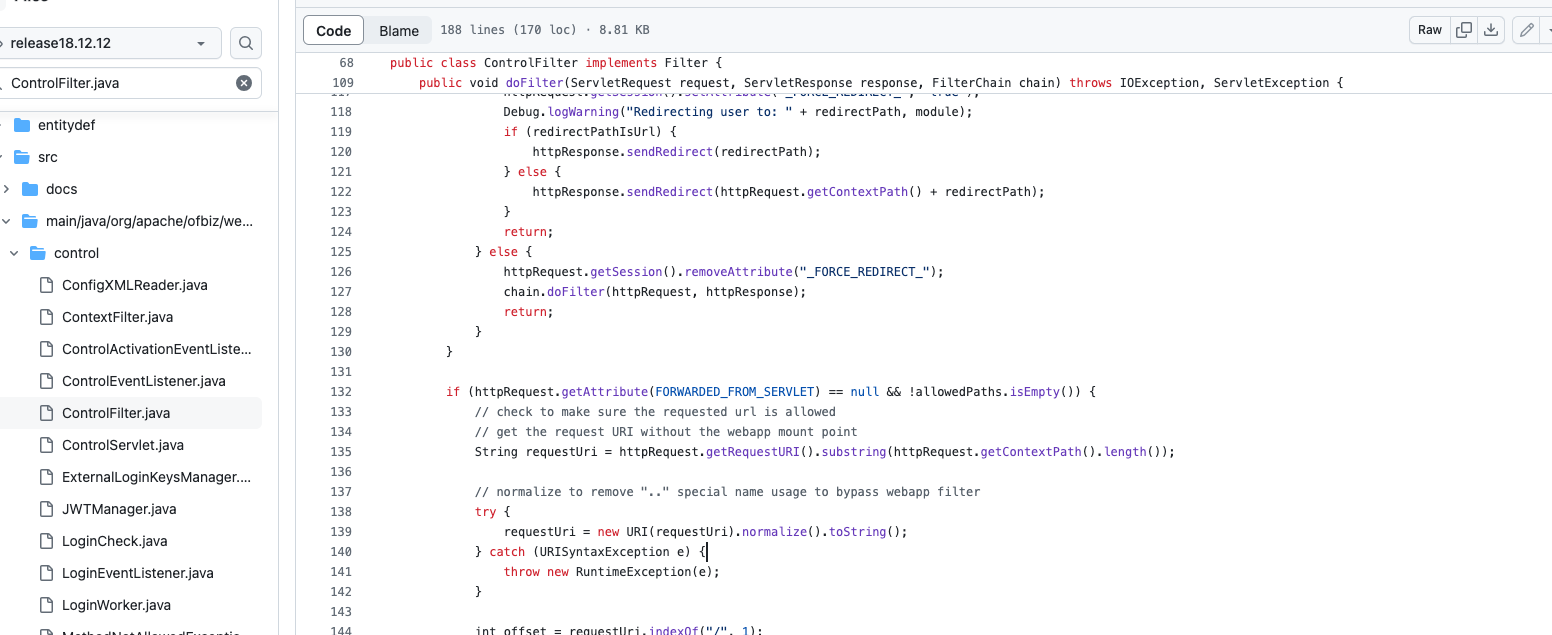 release18.12.12
ControlFilter.java
entitydef
src
docs
main/java/org/apache/ofbiz/we...
control
ConfigXMLReader.java
ContextFilter.java
ControlActivationEventListe...
ControlEventListener.java
ControlFilter.java
ControlServlet.java
ExternalLoginKeysManager....
JWTManager.java
LoginCheck.java
LoginEventListener.java
LoginWorker.java
Code Blame 188 lines (170 loc) · 8.81 KB Raw
68 public class ControlFilter implements Filter {
109 public void doFilter(ServletRequest request, ServletResponse response, FilterChain chain) throws IOException, ServletException {
118 Debug.logWarning("Redirecting user to: " + redirectPath, module);
119 if (redirectPathIsUrl) {
120 httpResponse.sendRedirect(redirectPath);
121 } else {
122 httpResponse.sendRedirect(httpRequest.getContextPath() + redirectPath);
123 }
124 return;
125 } else {
126 httpRequest.getSession().removeAttribute("_FORCE_REDIRECT_");
127 chain.doFilter(httpRequest, httpResponse);
128 return;
129 }
130 }
131
132 if (httpRequest.getAttribute(FORWARDED_FROM_SERVLET) == null && !allowedPaths.isEmpty()) {
133 // check to make sure the requested url is allowed
134 // get the request URI without the webapp mount point
135 String requestUri = httpRequest.getRequestURI().substring(httpRequest.getContextPath().length());
136
137 // normalize to remove ".." special name usage to bypass webapp filter
138 try {
139 requestUri = new URI(requestUri).normalize().toString();
140 } catch (URISyntaxException e) {
141 throw new RuntimeException(e);
142 }
143
144 int offset = requestUri.indexOf("/", 1);